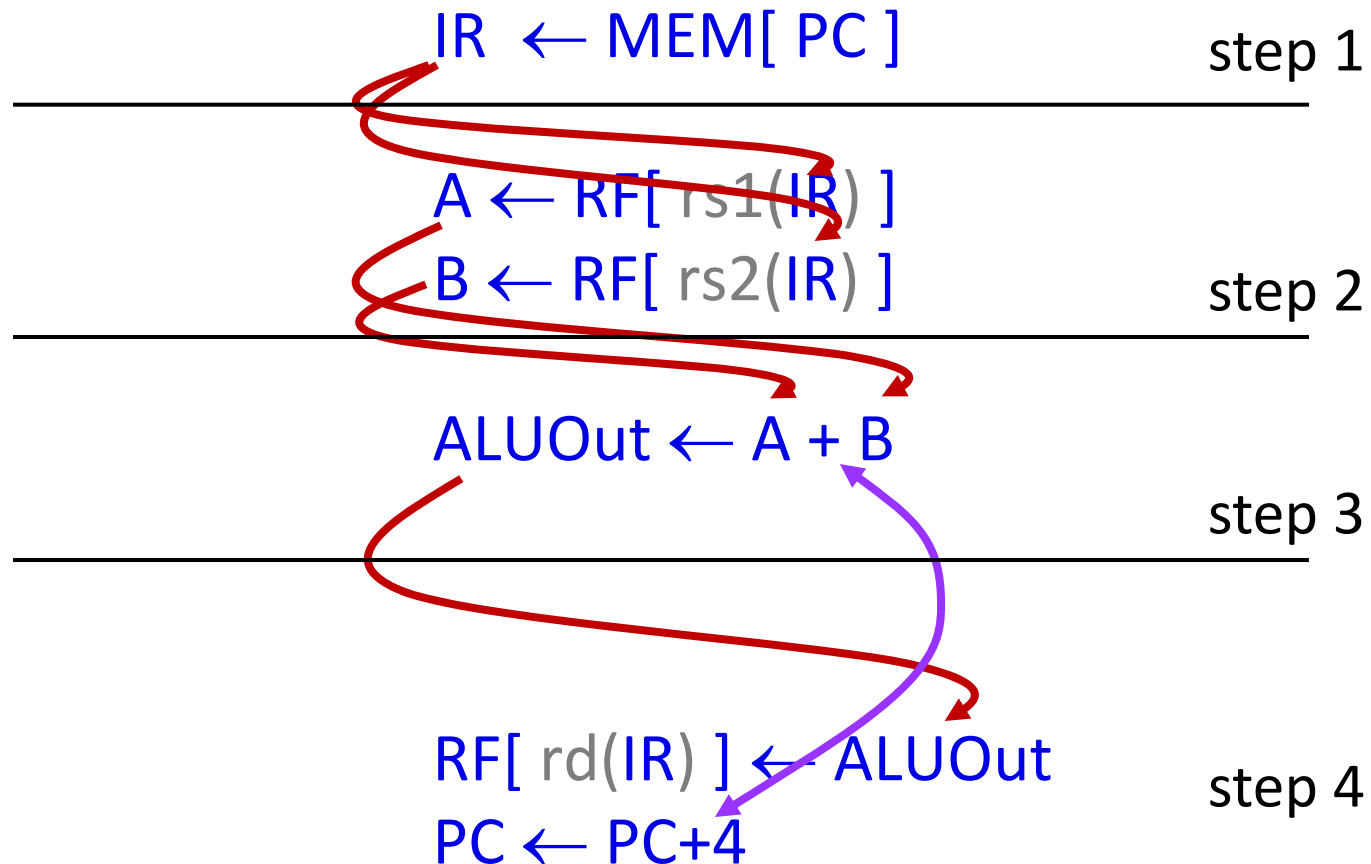 IR ← MEM[ PC ]
step 1
A ← RF[ rs1(IR) ]
B ← RF[ rs2(IR) ]
step 2
ALUOut ← A + B
step 3
RF[ rd(IR) ] ← ALUOut
step 4
PC ← PC+4